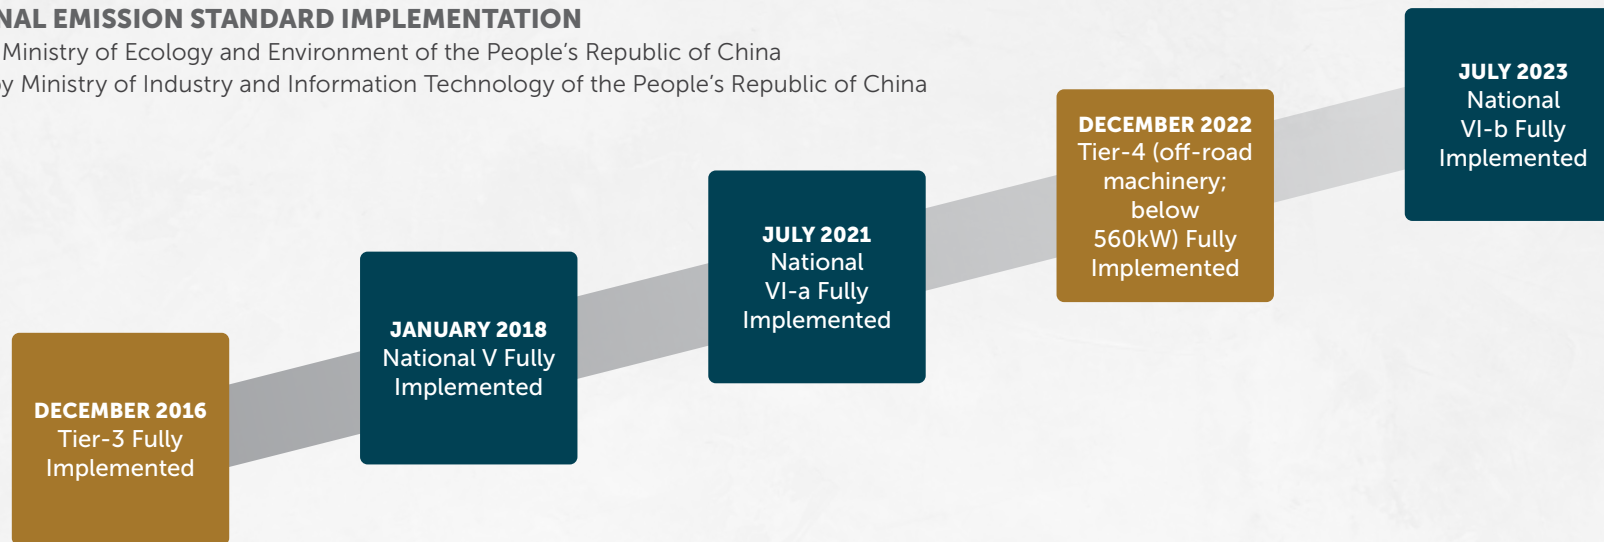 NAL EMISSION STANDARD IMPLEMENTATION
Ministry of Ecology and Environment of the People's Republic of China
by Ministry of Industry and Information Technology of the People's Republic of China
JULY 2023
National
VI-b Fully
Implemented
DECEMBER 2022
Tier-4 (off-road
machinery;
below
560kW) Fully
Implemented
JULY 2021
National
VI-a Fully
Implemented
JANUARY 2018
National V Fully
Implemented
DECEMBER 2016
Tier-3 Fully
Implemented